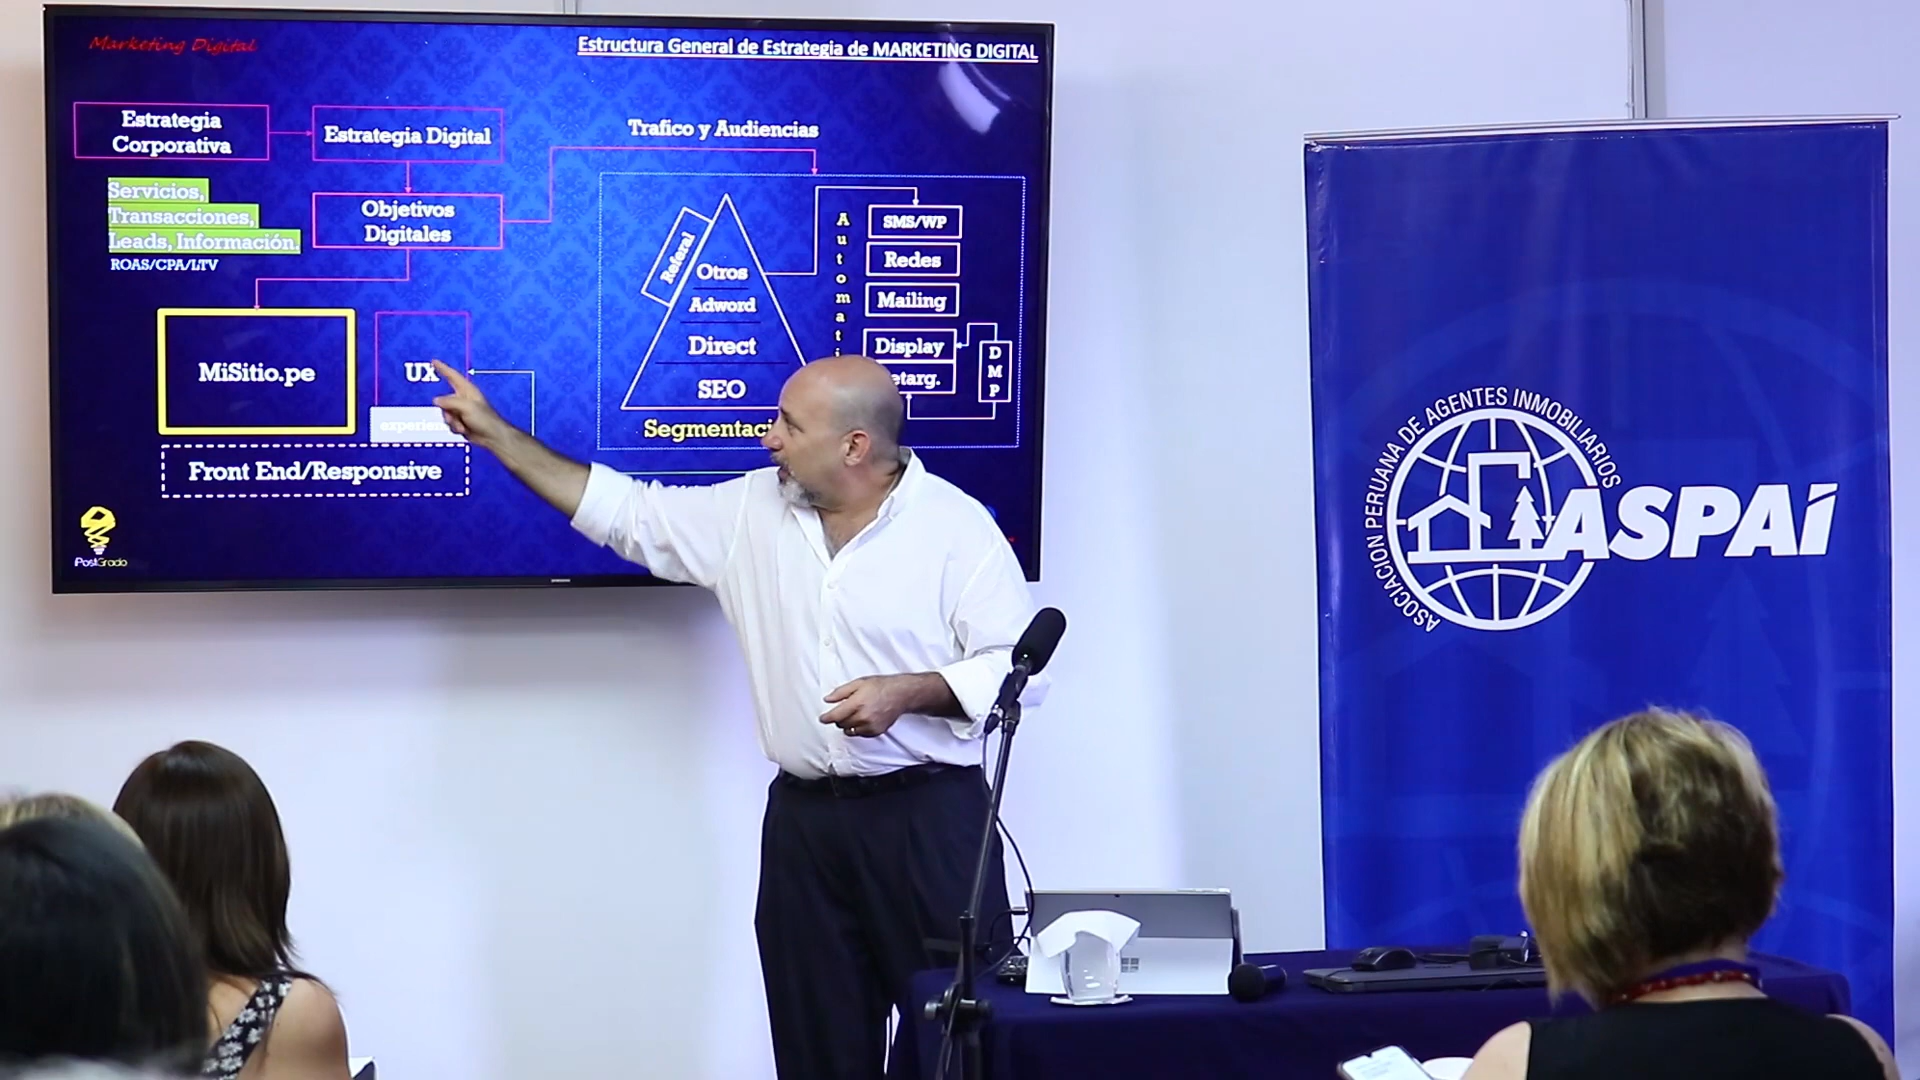 Marketing Digital
Estructura General de Estrategia de MARKETING DIGITAL
Estrategia
Corporativa
Estrategia Digital
Trafico y Audiencias
Servicios,
Transacciones,
Leads, Información.
ROAS/CPA/LTV
Objetivos
Digitales
MiSitio.pe
UX
Front End/Responsive
Referal
Otros
Adword
Direct
SEO
SMS/WP
Redes
Mailing
Display
DMP
iPostGrado
ASOCIACION PERUANA DE AGENTES INMOBILIARIOS
ASPAI